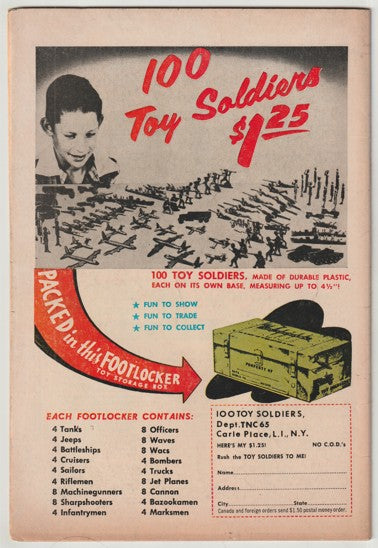 100
Toy Soldiers
$1.25
100 TOY SOLDIERS, MADE OF DURABLE PLASTIC,
EACH ON ITS OWN BASE, MEASURING UP TO 4½"!
★ FUN TO SHOW
★ FUN TO TRADE
★ FUN TO COLLECT
PACKED in this FOOTLOCKER
TOY STORAGE BOX
PROPERTY OF
EACH FOOTLOCKER CONTAINS:
4 Tanks
4 Jeeps
4 Battleships
4 Cruisers
4 Sailors
4 Riflemen
8 Machinegunners
8 Sharpshooters
4 Infantrymen
8 Officers
8 Waves
8 Wacs
4 Bombers
4 Trucks
8 Jet Planes
8 Cannon
4 Bazookamen
4 Marksmen
100 TOY SOLDIERS,
Dept. TNC 65
Carle Place, L.I., N.Y.
HERE'S MY $1.25! NO C.O.D.'s
Rush the TOY SOLDIERS TO ME!
Name
Address
City State
Canada and foreign orders send $1.50 postal money order.